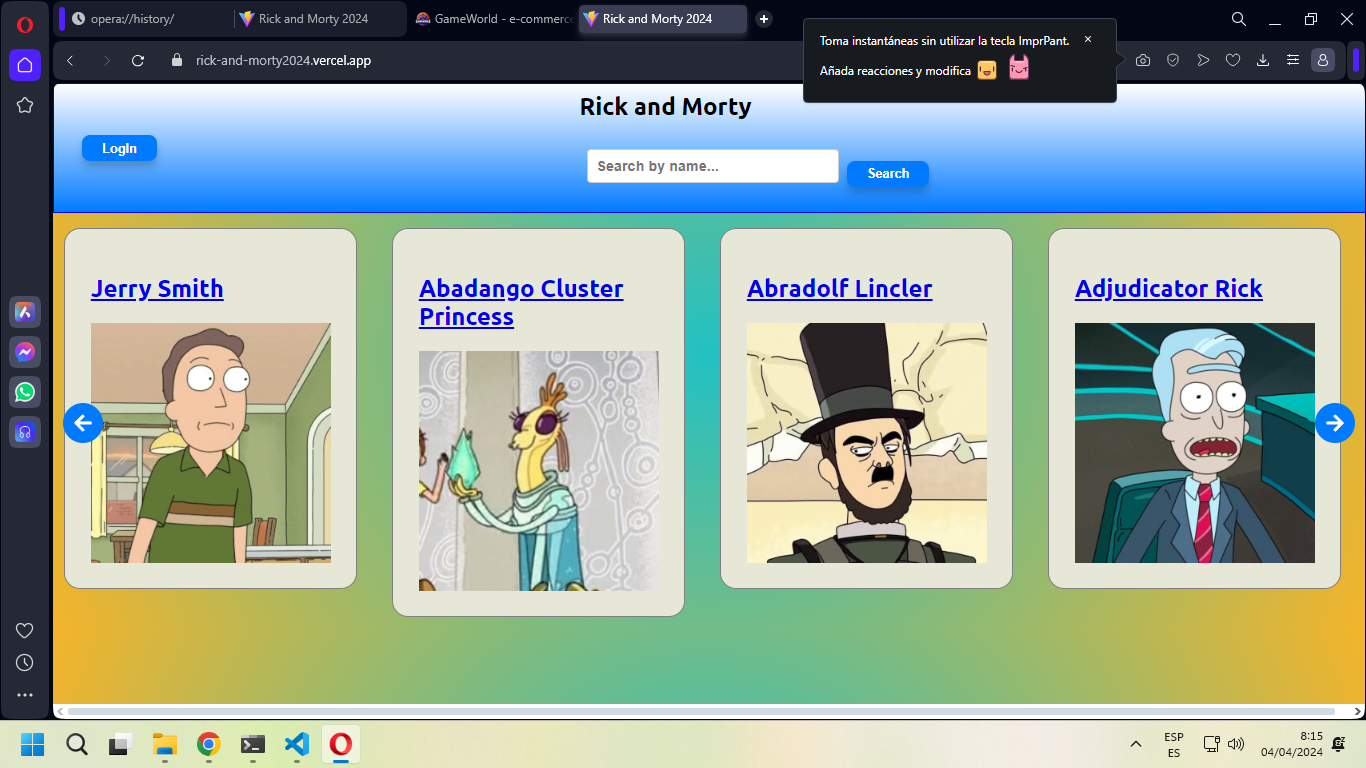 opera://history/
Rick and Morty 2024
GameWorld - e-commerce
Rick and Morty 2024
rick-and-morty2024.vercel.app
Toma instantáneas sin utilizar la tecla ImprPant.
Añada reacciones y modifica
Rick and Morty
LogIn
Search by name...
Search
Jerry Smith
Abadango Cluster
Princess
Abradolf Lincler
Adjudicator Rick
ESP
ES
8:15
04/04/2024